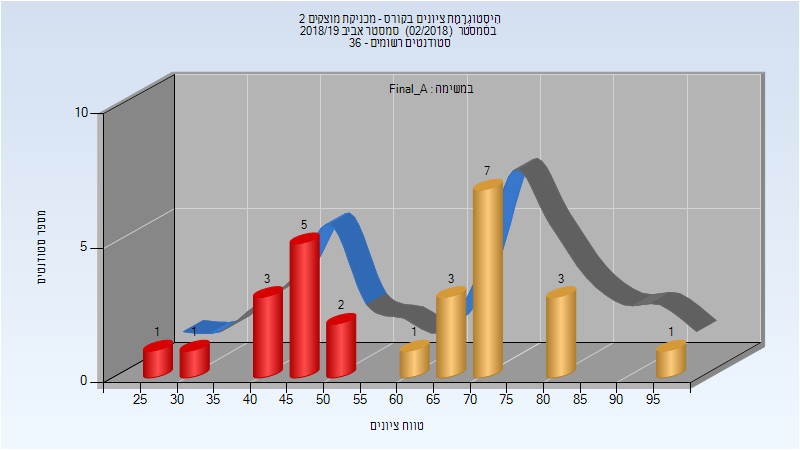 היסטוגרמת ציונים בקורס - מכניקת מוצקים 2
בסמסטר (02/2018) סמסטר אביב 2018/19
סטודנטים רשומים - 36
במשימה : Final_A
מספר סטודנטים
10
5
0
1
1
3
5
2
1
3
7
3
1
25 30 35 40 45 50 55 60 65 70 75 80 85 90 95
טווח ציונים